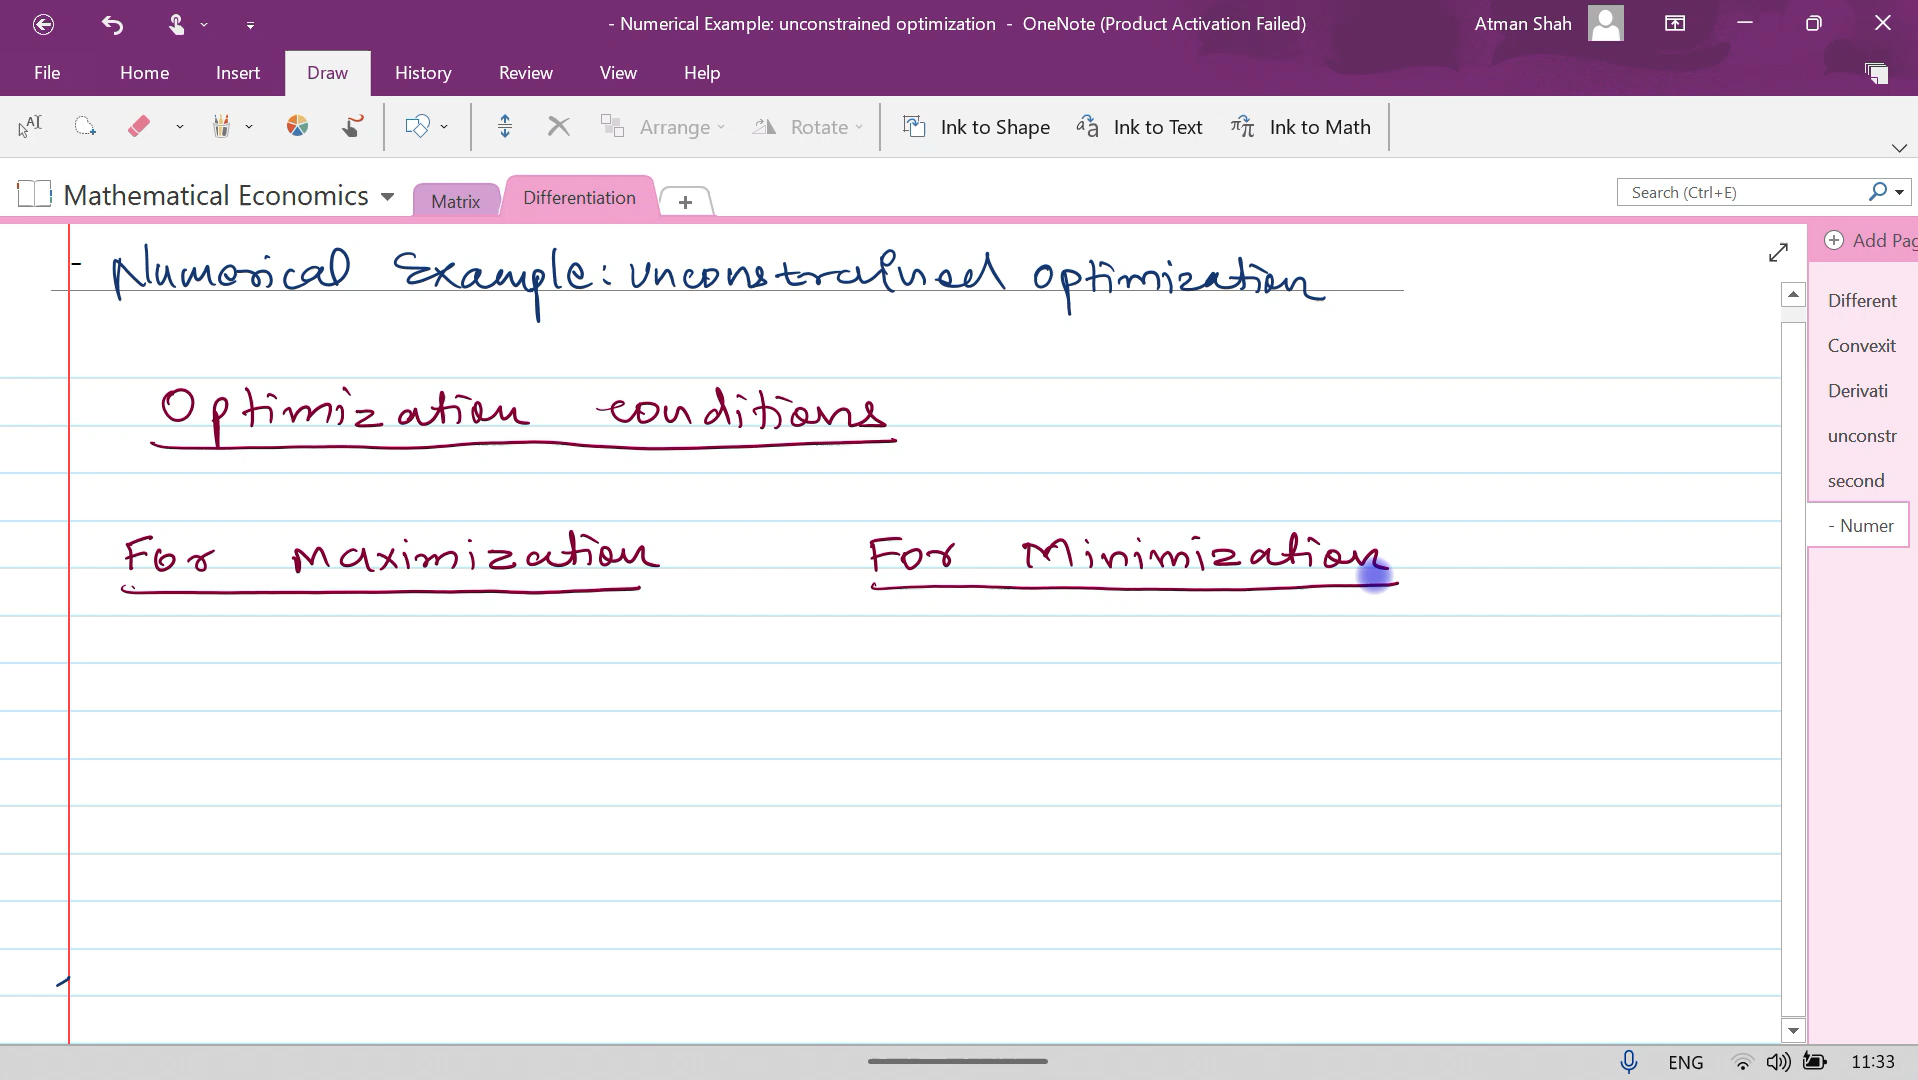 - Numerical Example: unconstrained optimization - OneNote (Product Activation Failed)
Atman Shah
File Home Insert Draw History Review View Help
Arrange Rotate Ink to Shape Ink to Text Ink to Math
Mathematical Economics Matrix Differentiation
Search (Ctrl+E)
Add Pag
- Numerical Example: unconstrained optimization
Different
Convexit
Derivati
unconstr
second
- Numer
Optimization conditions
For Maximization For Minimization
ENG 11:33